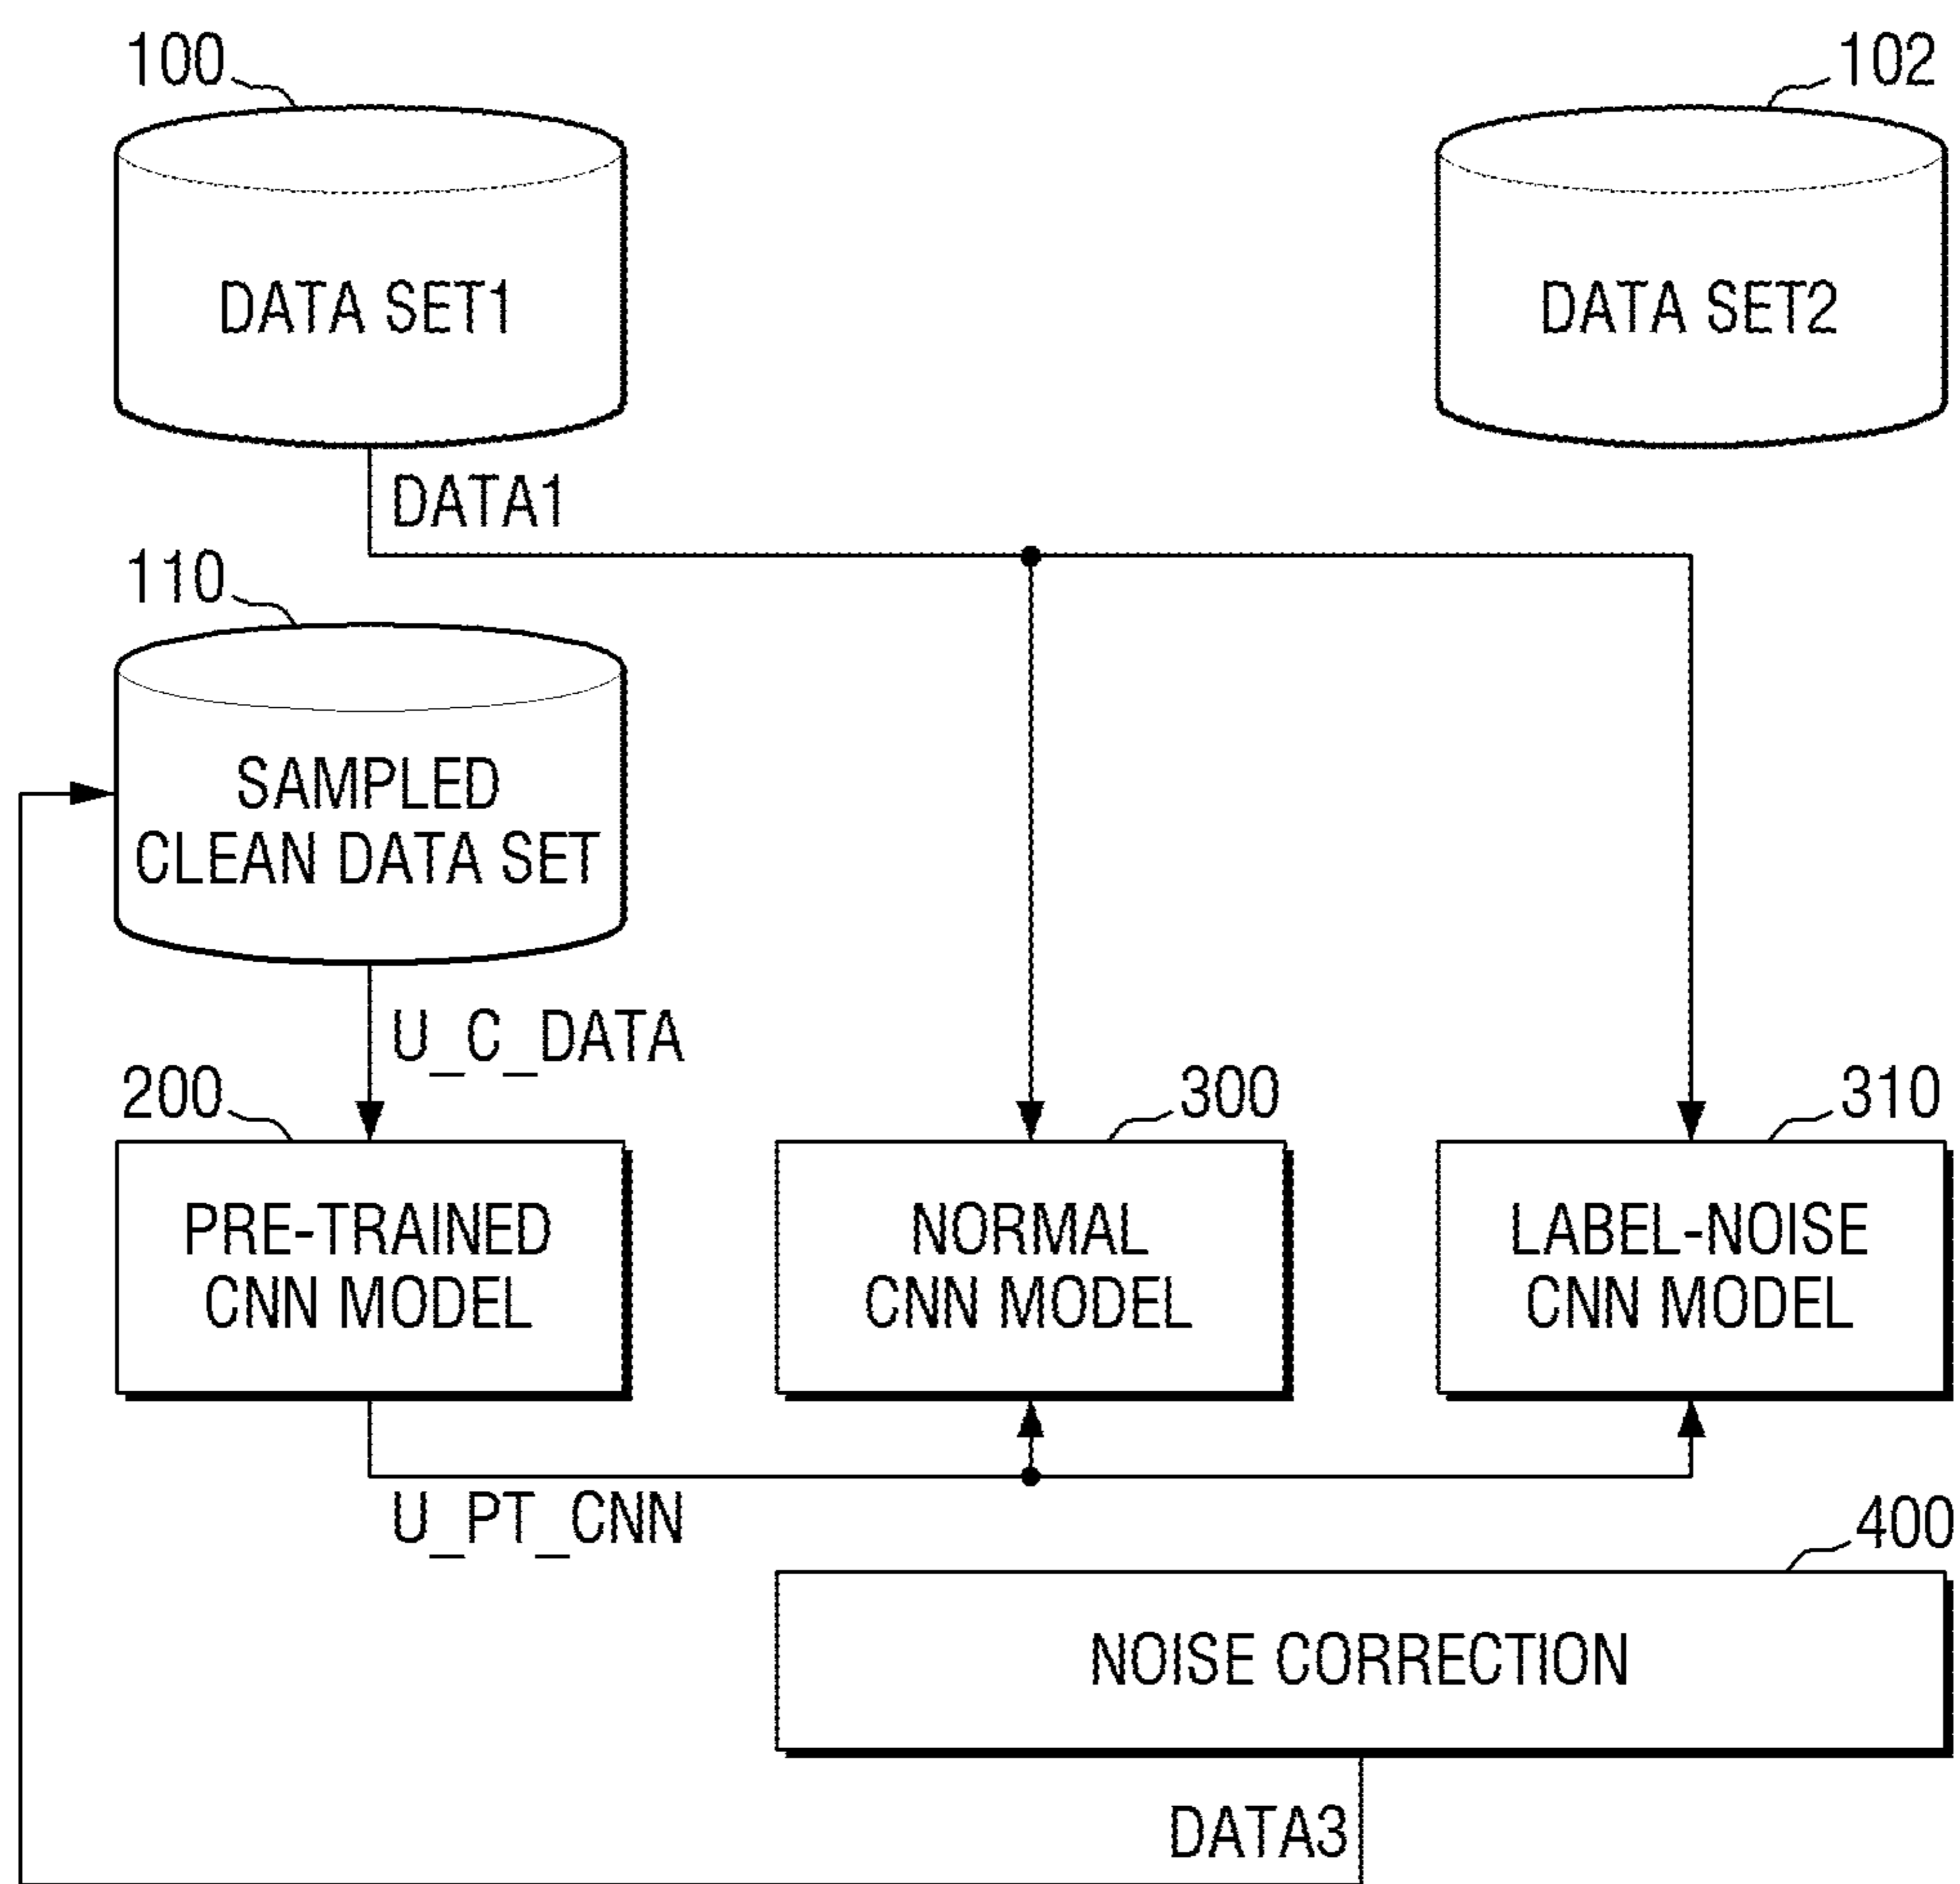 100
102
DATA SET1
DATA SET2
DATA1
110
SAMPLED
CLEAN DATA SET
U_C_DATA
200
300
310
PRE-TRAINED
CNN MODEL
NORMAL
CNN MODEL
LABEL-NOISE
CNN MODEL
U_PT_CNN
400
NOISE CORRECTION
DATA3